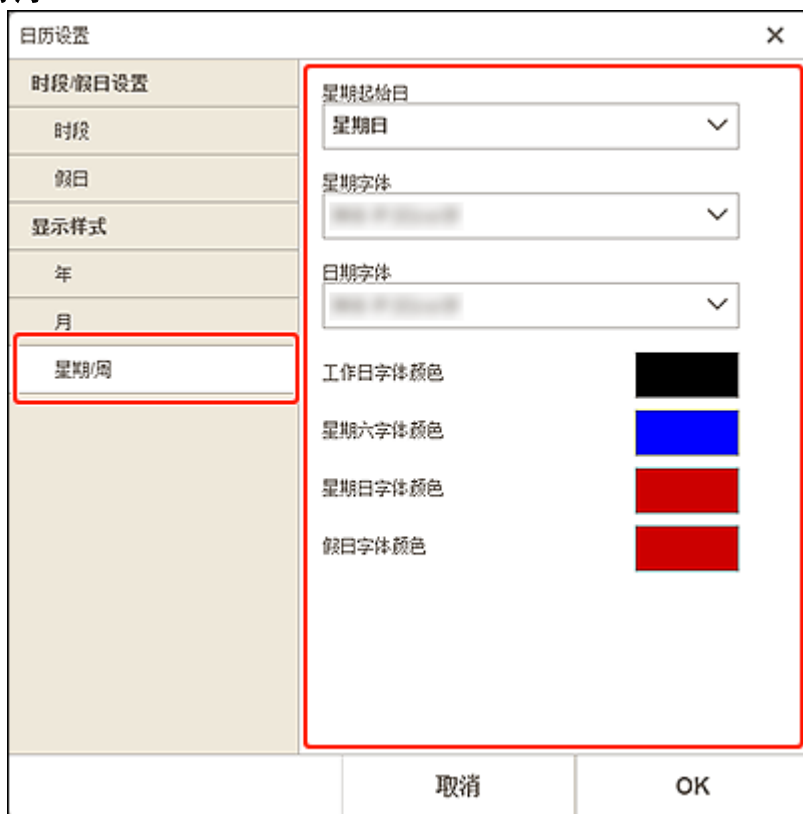 日历设置
时段/假日设置
时段
假日
显示样式
年
月
星期/周
星期起始日
星期日
星期字体
日期字体
工作日字体颜色
星期六字体颜色
星期日字体颜色
假日字体颜色
取消
OK